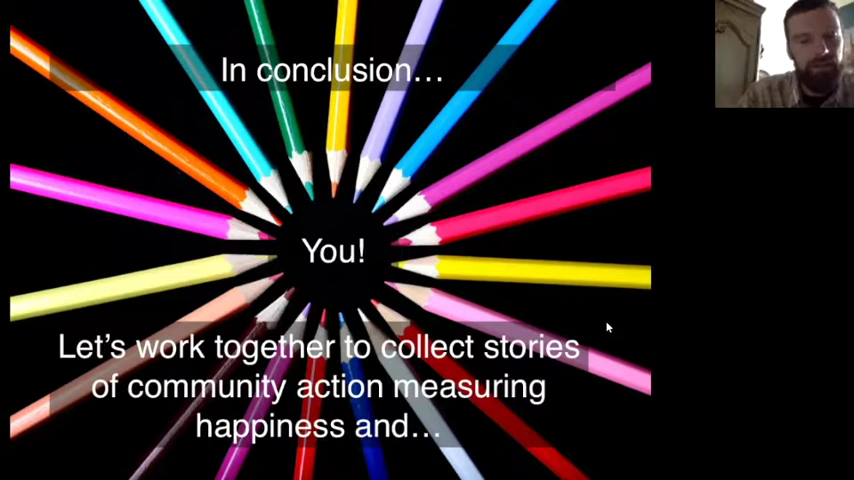 In conclusion…
You!
Let's work together to collect stories
of community action measuring
happiness and…